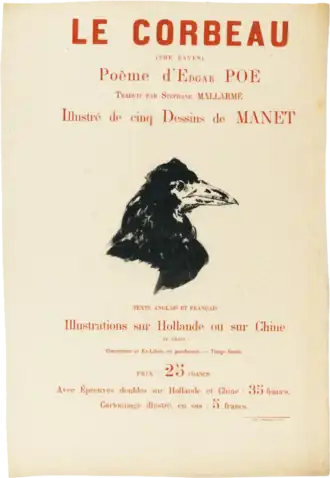 LE CORBEAU
(THE RAVEN)
Poème d'EDGAR POE
TRADUIT PAR STÉPHANE MALLARMÉ
Illustré de cinq Dessins de MANET
TEXTE ANGLAIS ET FRANÇAIS
Illustrations sur Hollande ou sur Chine
Couverture et Ex-Libris en parchemin. — Tirage limité.
PRIX : 25 FRANCS
Avec Épreuves doubles sur Hollande et Chine : 35 francs.
Cartonnage illustré, en sus : 5 francs.